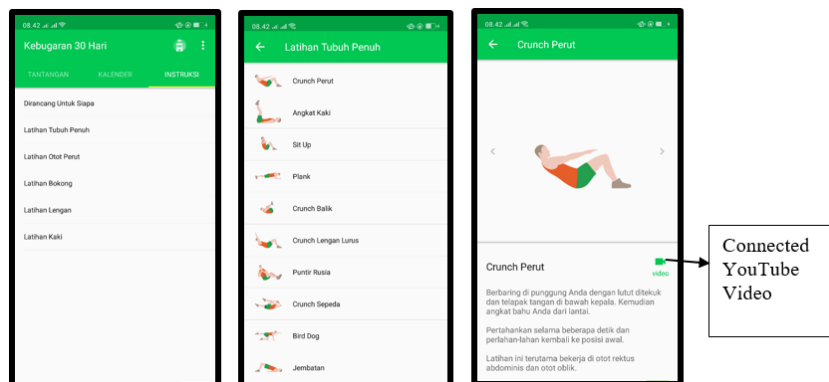 08.42
Kebugaran 30 Hari
TANTANGAN KALENDER INSTRUKSI
Dirancang Untuk Siapa
Latihan Tubuh Penuh
Latihan Otot Perut
Latihan Bokong
Latihan Lengan
Latihan Kaki
08.42
Latihan Tubuh Penuh
Crunch Perut
Angkat Kaki
Sit Up
Plank
Crunch Balik
Crunch Lengan Lurus
Puntir Rusia
Crunch Sepeda
Bird Dog
Jembatan
08.42
Crunch Perut
Crunch Perut
video
Berbaring di punggung Anda dengan lutut ditekuk
dan telapak tangan di bawah kepala. Kemudian
angkat bahu Anda dari lantai.
Pertahankan selama beberapa detik dan
perlahan-lahan kembali ke posisi awal.
Latihan ini terutama bekerja di otot rektus
abdominis dan otot oblik.
Connected
YouTube
Video